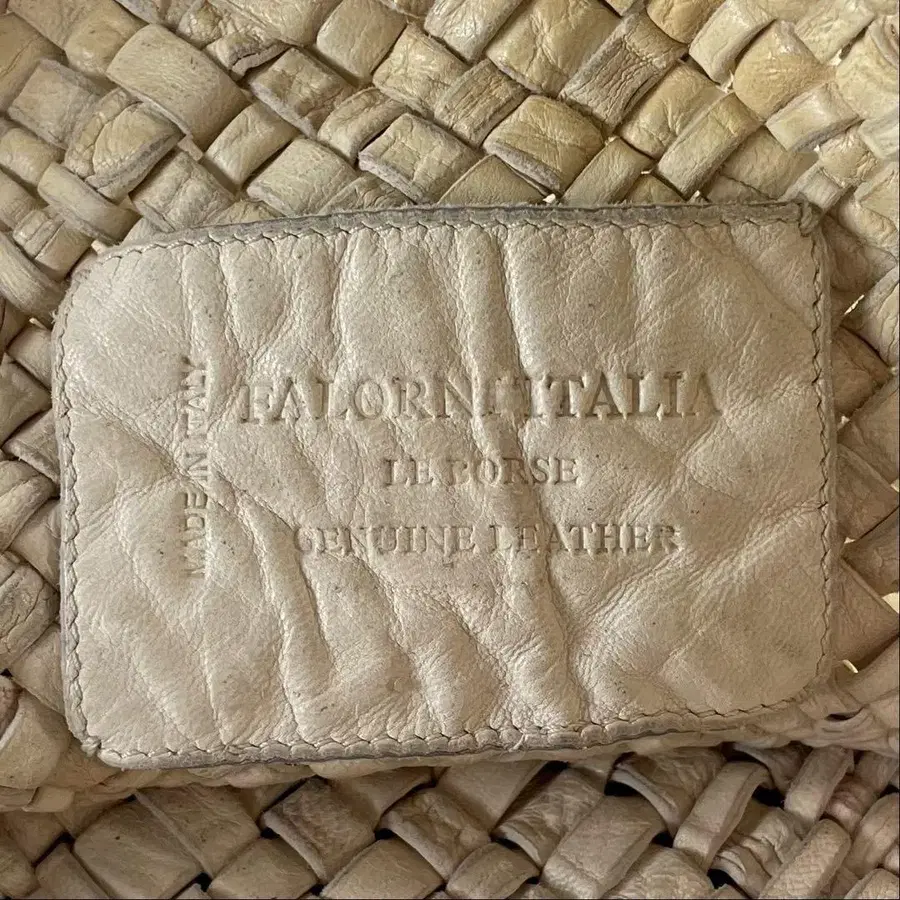 FALORNI ITALIA
LE BORSE
GENUINE LEATHER
MADE IN ITALY